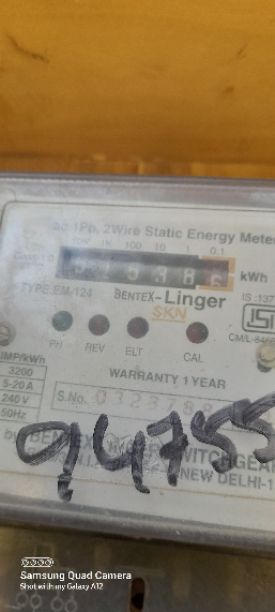 ac 1Ph, 2Wire Static Energy Meter
10K 1K 100 10 1 0.1
kWh
TYPE:EM-124 BENTEX-Linger
SKN
PH REV ELT CAL
IMP/kWh
3200
5-20 A
240 V
50Hz
WARRANTY 1 YEAR
S.No.
94755
NEW DELHI-1
Samsung Quad Camera
Shot with my Galaxy A12